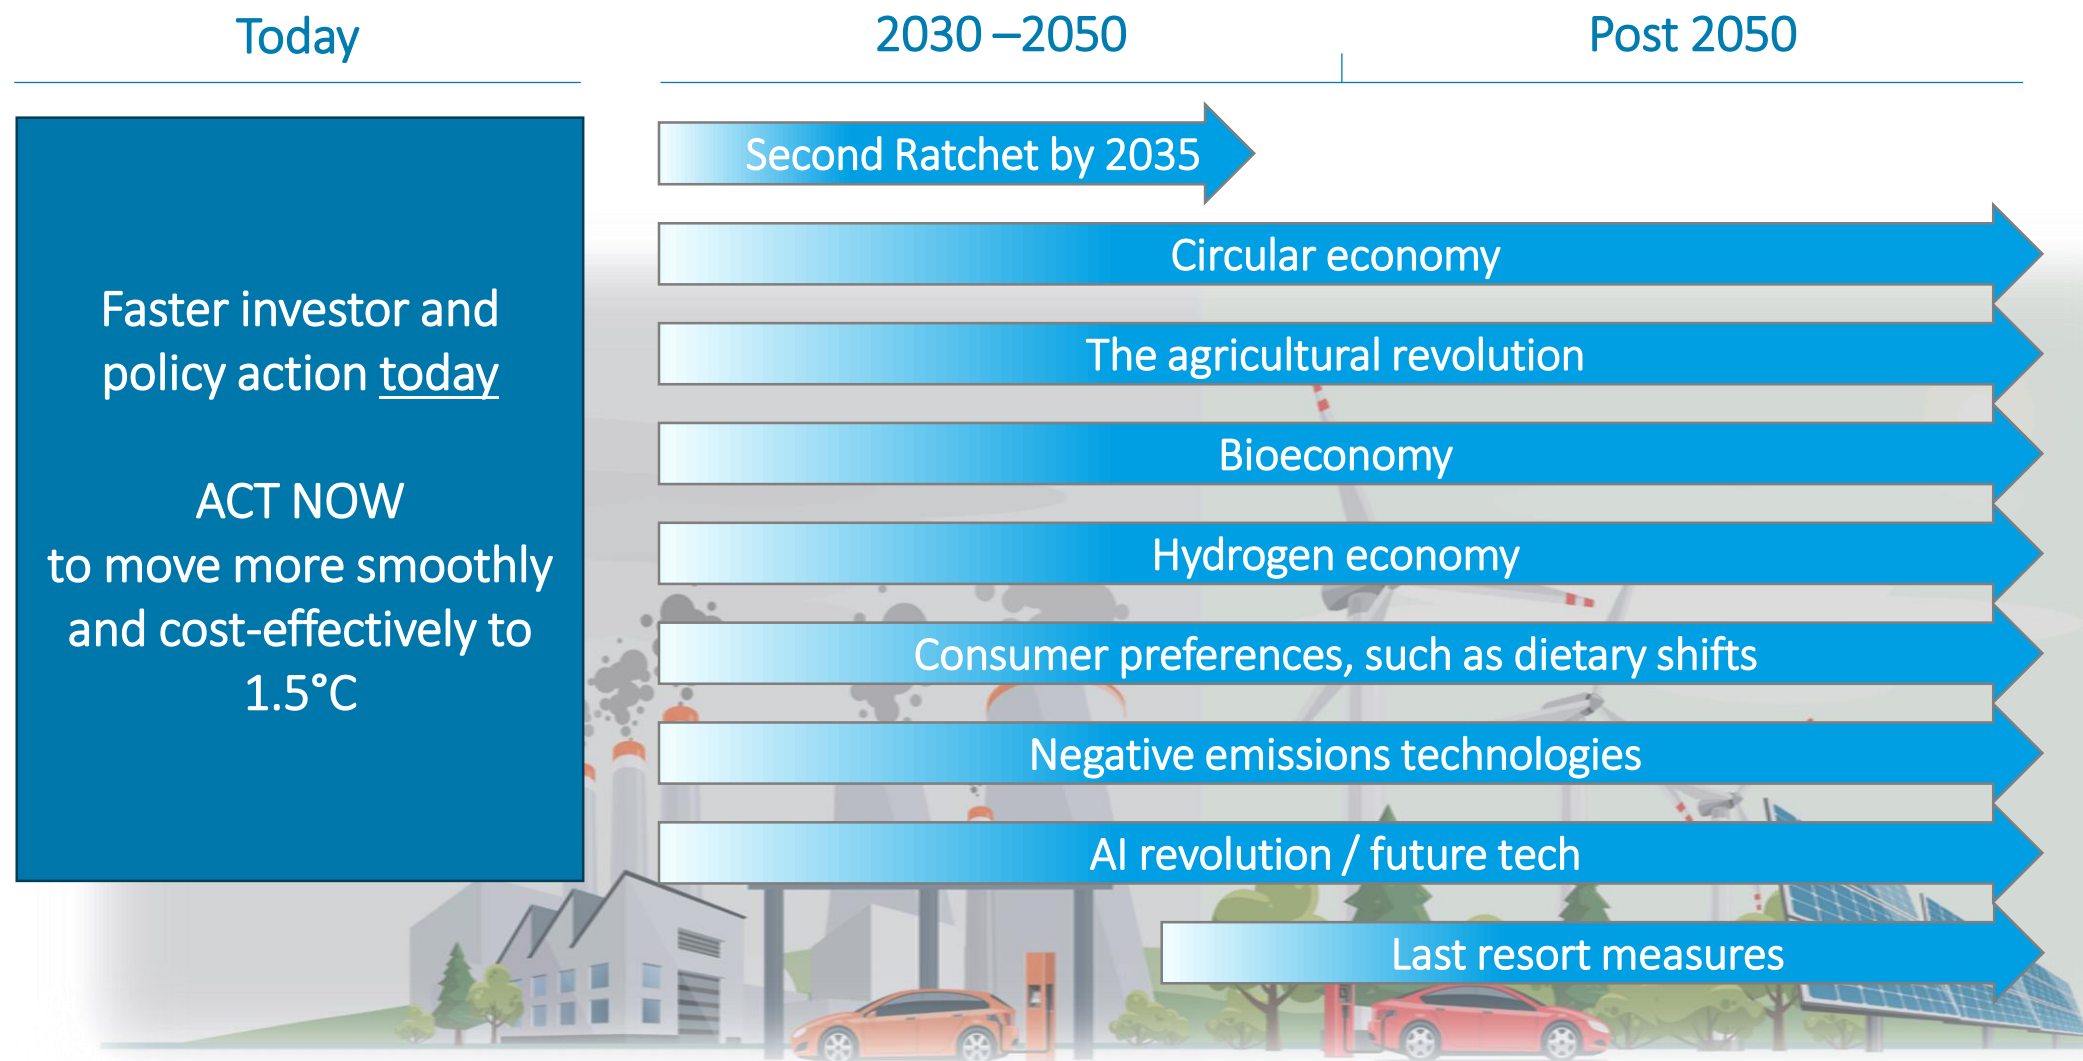 Today
2030 –2050
Post 2050
Faster investor and
policy action today
ACT NOW
to move more smoothly
and cost-effectively to
1.5°C
Second Ratchet by 2035
Circular economy
The agricultural revolution
Bioeconomy
Hydrogen economy
Consumer preferences, such as dietary shifts
Negative emissions technologies
AI revolution / future tech
Last resort measures